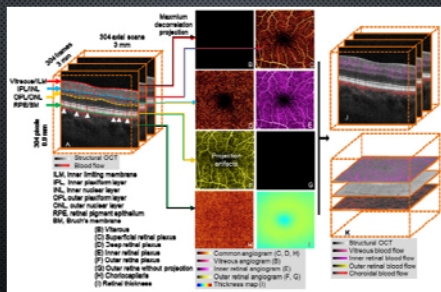 304 frames
3 mm
304 axial scans
3 mm
Maximum
decorrelation
projection
Vitreous/ILM
IPL/INL
OPL/ONL
RPE/BM
304 pixels
0.9 mm
A
B
C
D
E
Projection
artifacts
F
G
H
I
J
K
Structural OCT
Blood flow
ILM, Inner limiting membrane
IPL, Inner plexiform layer
INL, Inner nuclear layer
OPL outer plexiform layer
ONL, outer nuclear layer
RPE, retinal pigment epithelium
BM, Bruch's membrane
(B) Vitreous
(C) Superficial retinal plexus
(D) Deep retinal plexus
(E) Inner retinal plexus
(F) Outer retina plexus
(G) Outer retina without projection
(H) Choriocapillaris
(I) Retinal thickness
Common angiogram (C, D, H)
Vitreous angiogram (B)
Inner retinal angiogram (E)
Outer retinal angiogram (F, G)
Thickness map (I)
Structural OCT
Vitreous blood flow
Inner retinal blood flow
Outer retinal blood flow
Choroidal blood flow